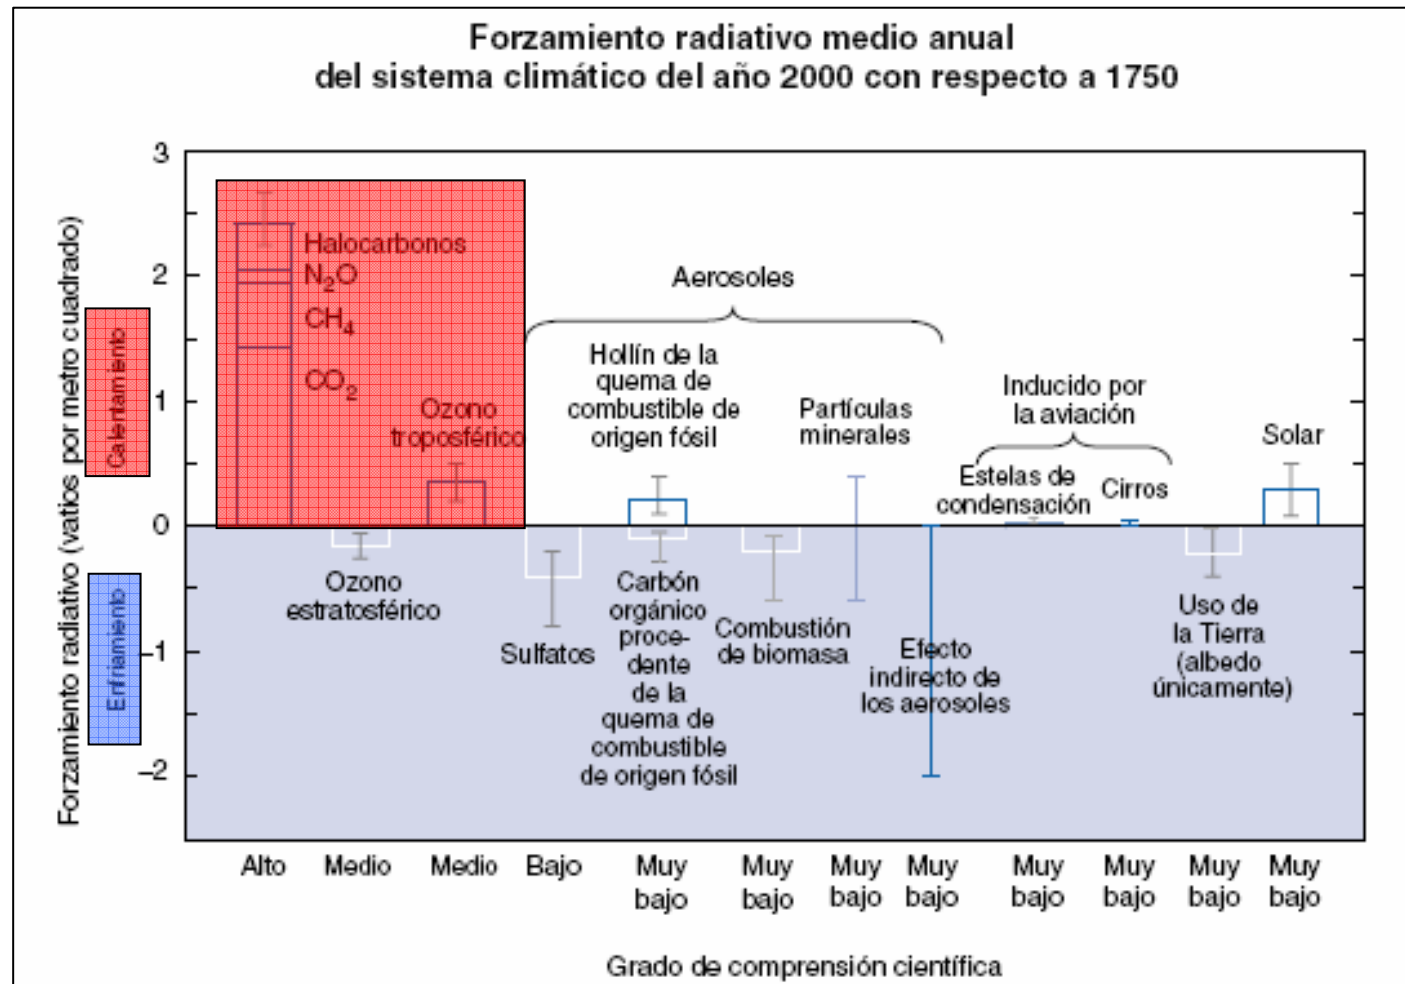 Forzamiento radiativo medio anual
del sistema climático del año 2000 con respecto a 1750
Forzamiento radiativo (vatios por metro cuadrado)
Calentamiento
Enfriamiento
3
2
1
0
–1
–2
Halocarbonos
N₂O
CH₄
CO₂
Ozono
troposférico
Aerosoles
Hollín de la
quema de
combustible de
origen fósil
Partículas
minerales
Inducido por
la aviación
Estelas de
condensación
Cirros
Solar
Ozono
estratosférico
Sulfatos
Carbón
orgánico
proce-
dente
de la
quema de
combustible
de origen fósil
Combustión
de biomasa
Efecto
indirecto de
los aerosoles
Uso de
la Tierra
(albedo
únicamente)
Alto
Medio
Medio
Bajo
Muy
bajo
Muy
bajo
Muy
bajo
Muy
bajo
Muy
bajo
Muy
bajo
Muy
bajo
Muy
bajo
Grado de comprensión científica